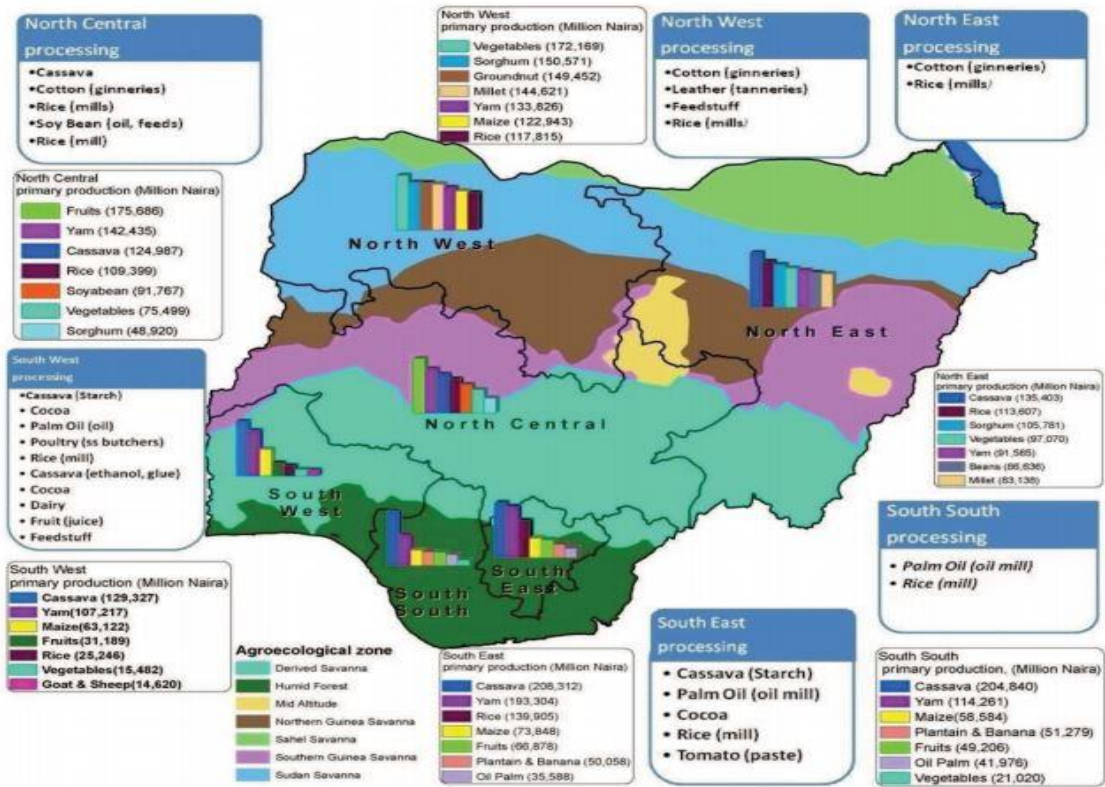 North Central
processing
•Cassava
•Cotton (ginneries)
•Rice (mills)
•Soy Bean (oil, feeds)
•Rice (mill)
North West
primary production (Million Naira)
Vegetables (172,169)
Sorghum (150,571)
Groundnut (149,452)
Millet (144,621)
Yam (133,826)
Maize (122,943)
Rice (117,815)
North West
processing
•Cotton (ginneries)
•Leather (tanneries)
•Feedstuff
•Rice (mills)
North East
processing
•Cotton (ginneries)
•Rice (mills)
North Central
primary production (Million Naira)
Fruits (175,686)
Yam (142,435)
Cassava (124,987)
Rice (109,399)
Soyabean (91,767)
Vegetables (75,499)
Sorghum (48,920)
North West
North East
North Central
South
West
South
South
South
East
South West
processing
•Cassava (Starch)
• Cocoa
• Palm Oil (oil)
• Poultry (ss butchers)
• Rice (mill)
• Cassava (ethanol, glue)
• Cocoa
• Dairy
• Fruit (juice)
• Feedstuff
North East
primary production (Million Naira)
Cassava (135,403)
Rice (113,607)
Sorghum (105,781)
Vegetables (97,070)
Yam (91,565)
Beans (86,636)
Millet (83,138)
South South
processing
• Palm Oil (oil mill)
• Rice (mill)
South West
primary production (Million Naira)
Cassava (129,327)
Yam(107,217)
Maize(63,122)
Fruits(31,189)
Rice (25,246)
Vegetables(15,482)
Goat & Sheep(14,620)
Agroecological zone
Derived Savanna
Humid Forest
Mid Altitude
Northern Guinea Savanna
Sahel Savanna
Southern Guinea Savanna
Sudan Savanna
South East
primary production (Million Naira)
Cassava (208,312)
Yam (193,304)
Rice (139,905)
Maize (73,848)
Fruits (66,878)
Plantain & Banana (50,058)
Oil Palm (35,588)
South East
processing
• Cassava (Starch)
• Palm Oil (oil mill)
• Cocoa
• Rice (mill)
• Tomato (paste)
South South
primary production, (Million Naira)
Cassava (204,840)
Yam (114,261)
Maize(58,584)
Plantain & Banana (51,279)
Fruits (49,206)
Oil Palm (41,976)
Vegetables (21,020)